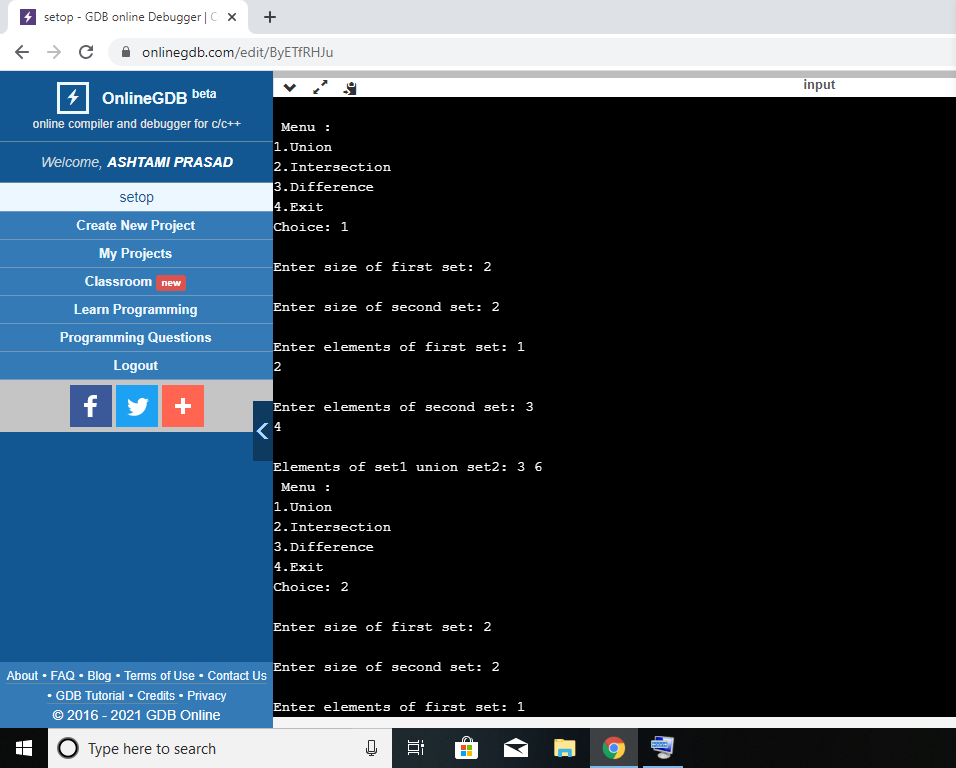 setop - GDB online Debugger | C
onlinegdb.com/edit/ByETfRHJu
OnlineGDB beta
online compiler and debugger for c/c++
Welcome, ASHTAMI PRASAD
setop
Create New Project
My Projects
Classroom new
Learn Programming
Programming Questions
Logout
About • FAQ • Blog • Terms of Use • Contact Us
• GDB Tutorial • Credits • Privacy
© 2016 - 2021 GDB Online
input
Menu :
1.Union
2.Intersection
3.Difference
4.Exit
Choice: 1
Enter size of first set: 2
Enter size of second set: 2
Enter elements of first set: 1
2
Enter elements of second set: 3
4
Elements of set1 union set2: 3 6
Menu :
1.Union
2.Intersection
3.Difference
4.Exit
Choice: 2
Enter size of first set: 2
Enter size of second set: 2
Enter elements of first set: 1
Type here to search